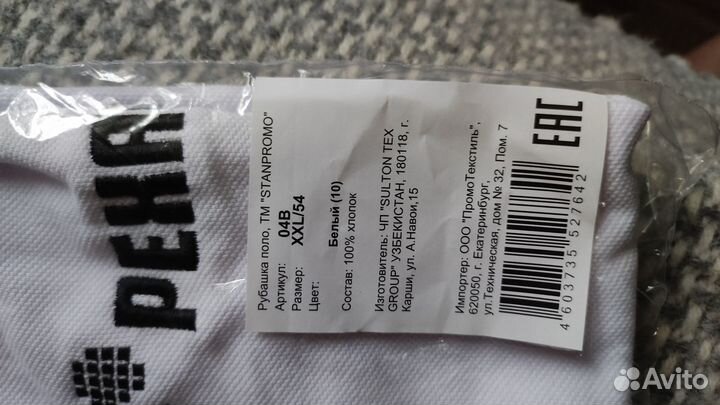 РЕХА
Рубашка поло, ТМ "STANPROMO"
Артикул: 04B
Размер: XXL/54
Цвет: Белый (10)
Состав: 100% хлопок
Изготовитель: ЧП "SULTON TEX
GROUP" УЗБЕКИСТАН, 180118, г.
Карши, ул. А.Навои,15
Импортер: ООО "ПромоТекстиль",
620050, г. Екатеринбург,
ул.Техническая, дом № 32, Пом. 7
4 603735 527642
EAC
Avito